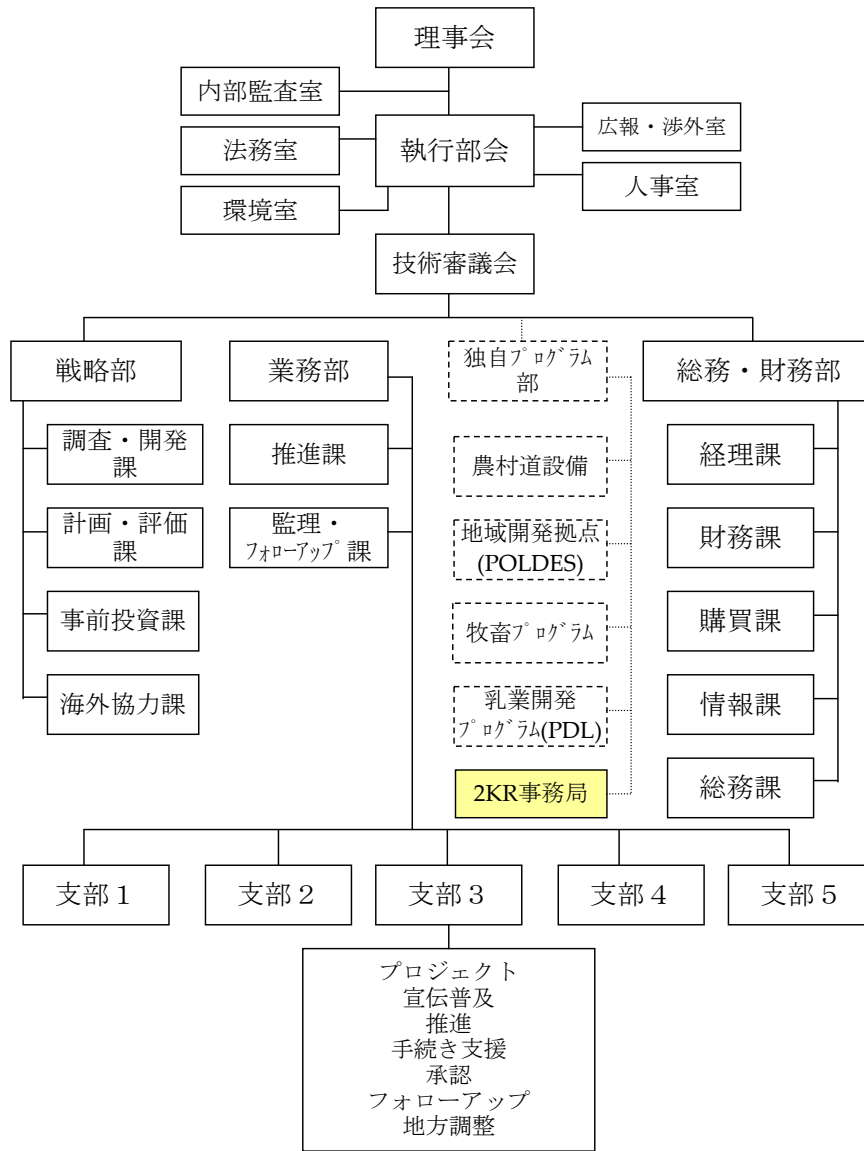 理事会
内部監査室
法務室
執行部会
広報・渉外室
環境室
人事室
技術審議会
戦略部
業務部
独自プログラム
部
総務・財務部
調査・開発
課
計画・評価
課
事前投資課
海外協力課
推進課
監理・
フォローアップ課
農村道設備
地域開発拠点
(POLDES)
牧畜プログラム
乳業開発
プログラム(PDL)
2KR事務局
経理課
財務課
購買課
情報課
総務課
支部１
支部２
支部３
支部４
支部５
プロジェクト
宣伝普及
推進
手続き支援
承認
フォローアップ
地方調整